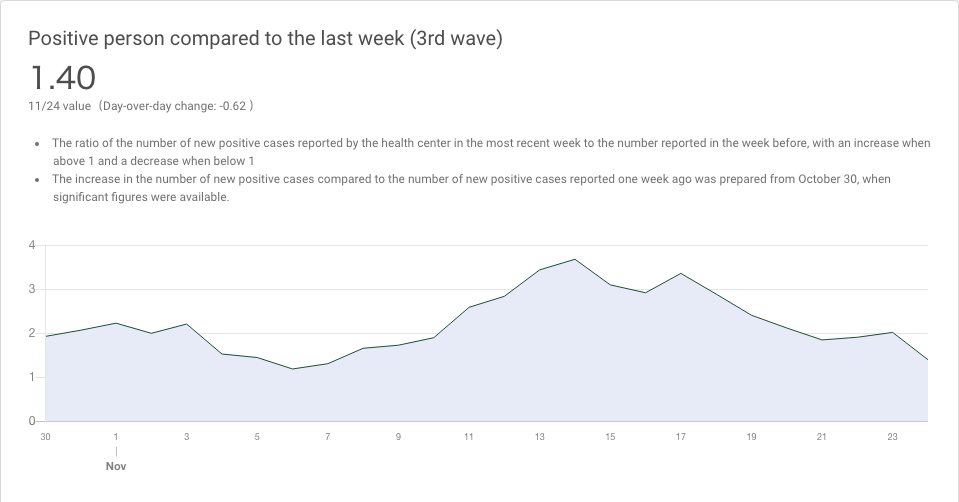 Positive person compared to the last week (3rd wave)
1.40
11/24 value (Day-over-day change: -0.62 )
• The ratio of the number of new positive cases reported by the health center in the most recent week to the number reported in the week before, with an increase when
above 1 and a decrease when below 1
• The increase in the number of new positive cases compared to the number of new positive cases reported one week ago was prepared from October 30, when
significant figures were available.
4
3
2
1
0
30 1 3 5 7 9 11 13 15 17 19 21 23
Nov